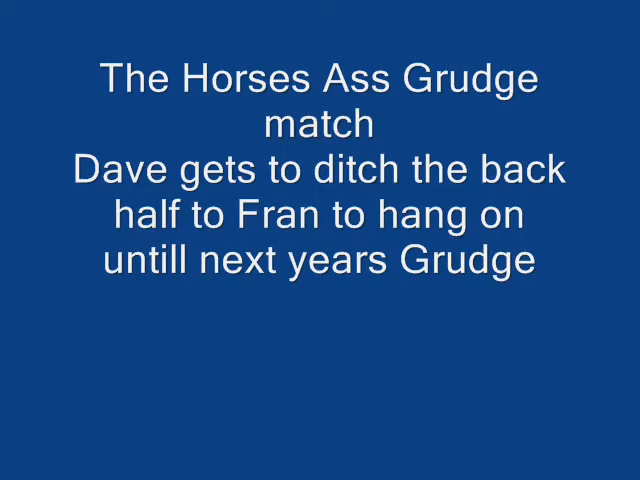 The Horses Ass Grudge
match
Dave gets to ditch the back
half to Fran to hang on
untill next years Grudge